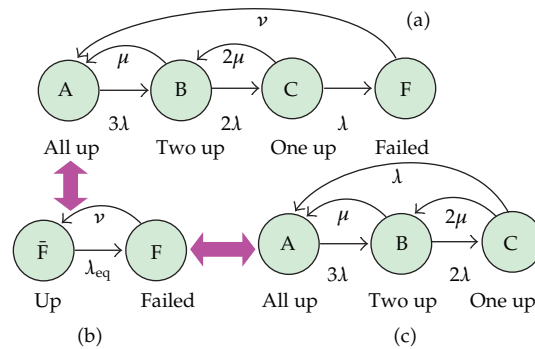 (a)
ν
μ
2μ
A
B
C
F
3λ
2λ
λ
All up
Two up
One up
Failed
ν
F̄
F
λeq
Up
Failed
(b)
λ
μ
2μ
A
B
C
3λ
2λ
All up
Two up
One up
(c)